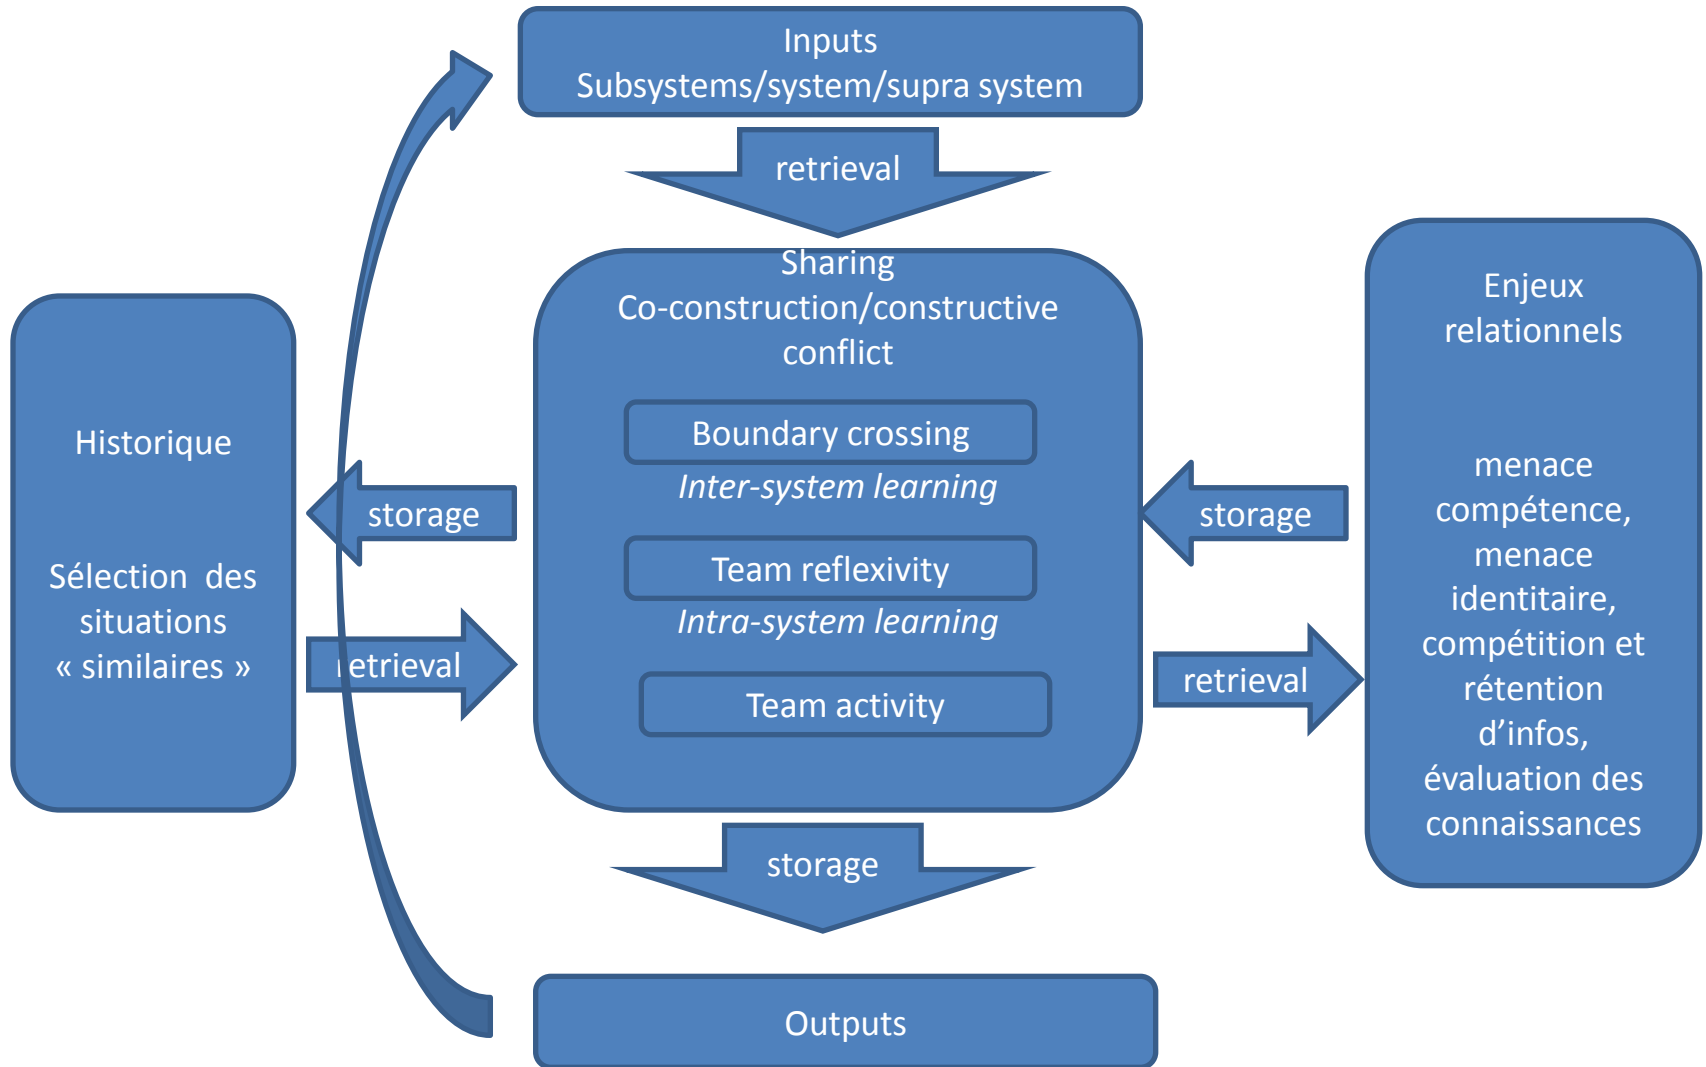 Inputs
Subsystems/system/supra system
retrieval
Sharing
Co-construction/constructive
conflict
Boundary crossing
Inter-system learning
Team reflexivity
Intra-system learning
Team activity
Historique
Sélection des
situations
« similaires »
storage
retrieval
storage
retrieval
Enjeux
relationnels
menace
compétence,
menace
identitaire,
compétition et
rétention
d’infos,
évaluation des
connaissances
storage
Outputs